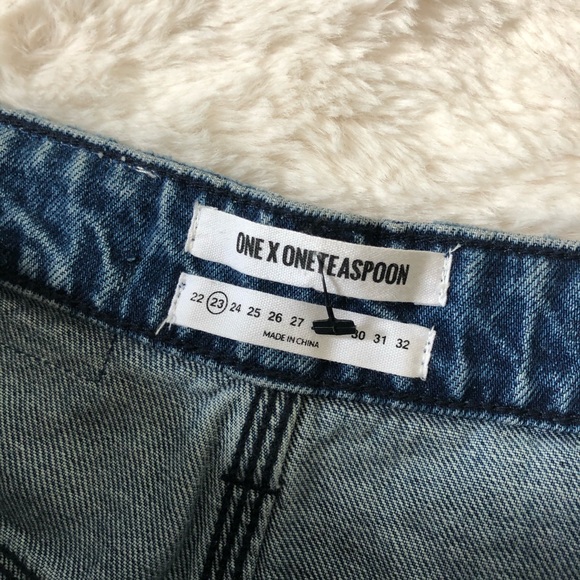 ONE X ONETEASPOON
22 23 24 25 26 27 30 31 32
MADE IN CHINA